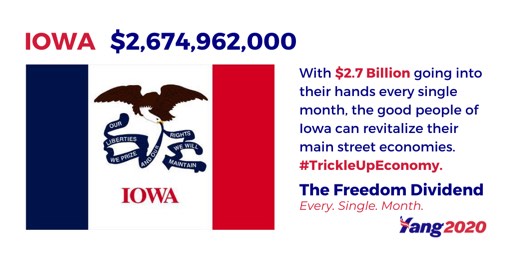 IOWA $2,674,962,000
OUR
LIBERTIES
WE PRIZE
AND OUR
RIGHTS
WE WILL
MAINTAIN
IOWA
With $2.7 Billion going into
their hands every single
month, the good people of
Iowa can revitalize their
main street economies.
#TrickleUpEconomy.
The Freedom Dividend
Every. Single. Month.
Yang2020